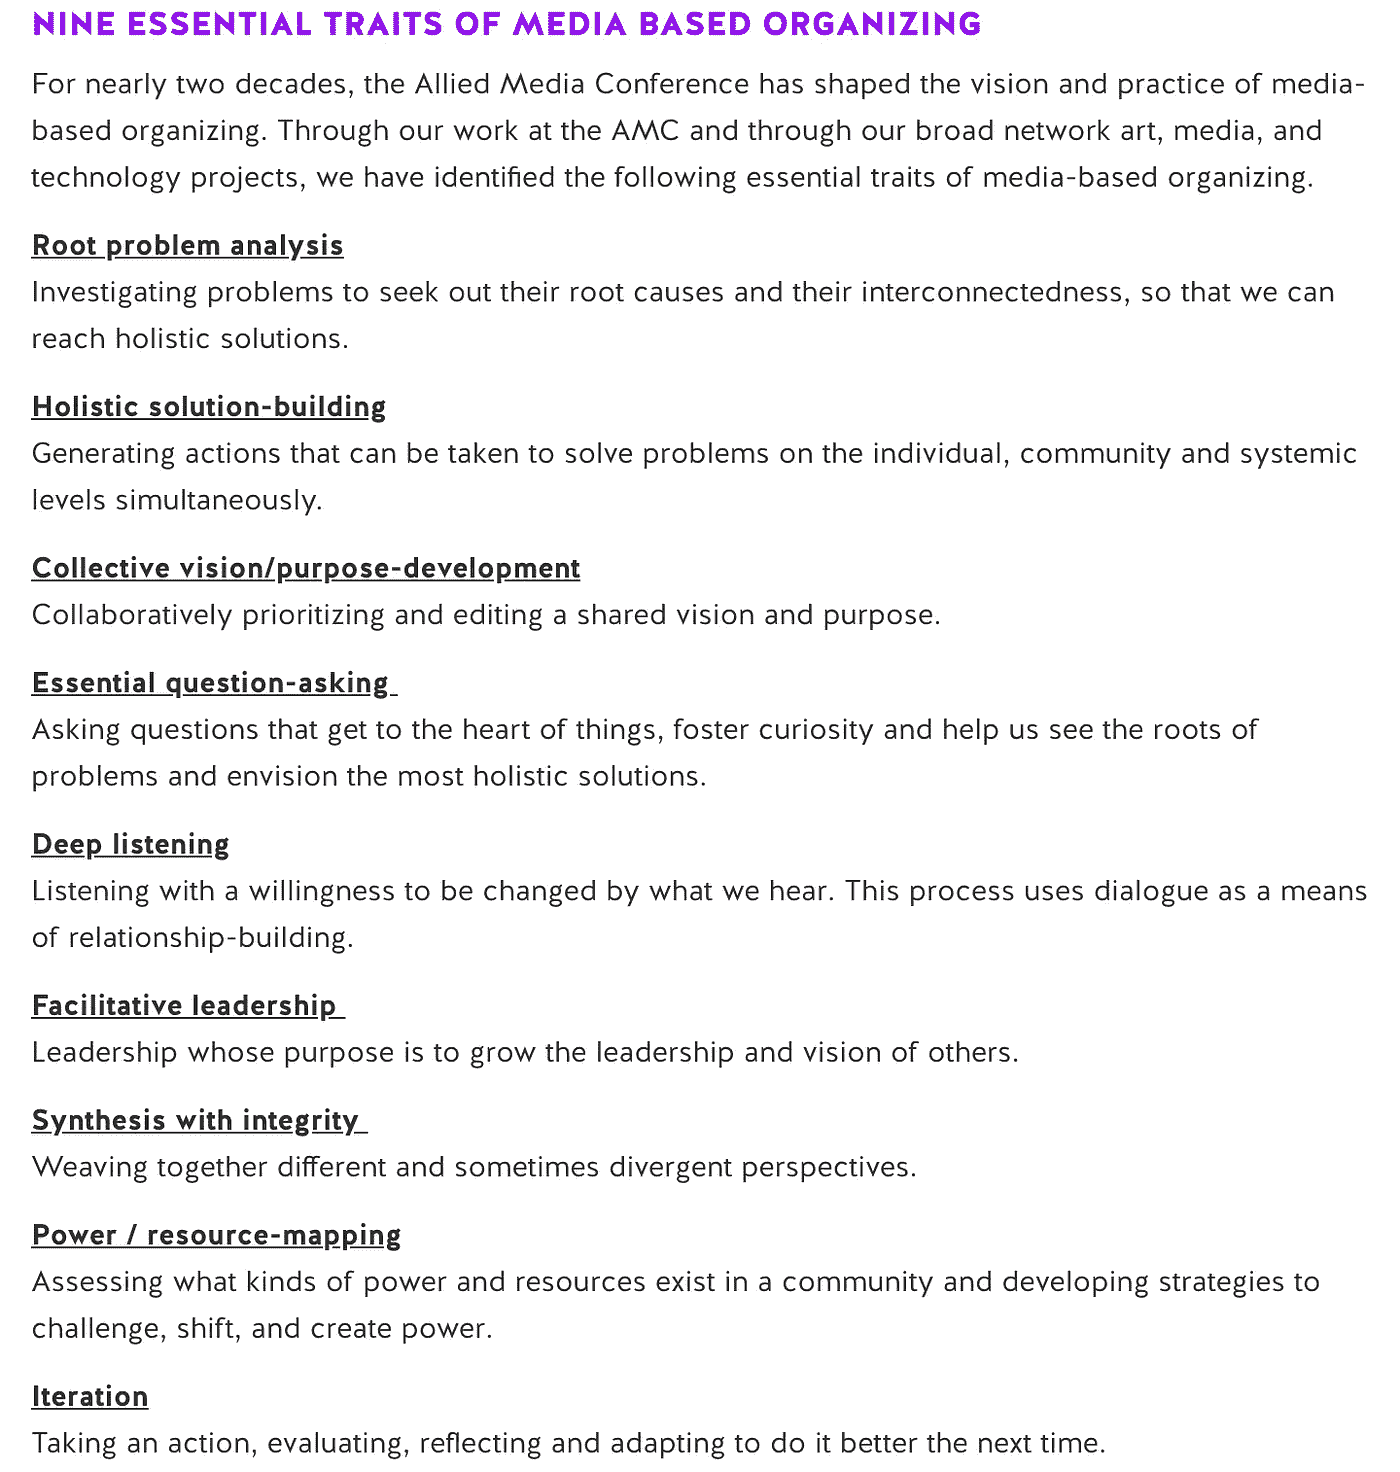 NINE ESSENTIAL TRAITS OF MEDIA BASED ORGANIZING
For nearly two decades, the Allied Media Conference has shaped the vision and practice of media-
based organizing. Through our work at the AMC and through our broad network art, media, and
technology projects, we have identified the following essential traits of media-based organizing.
Root problem analysis
Investigating problems to seek out their root causes and their interconnectedness, so that we can
reach holistic solutions.
Holistic solution-building
Generating actions that can be taken to solve problems on the individual, community and systemic
levels simultaneously.
Collective vision/purpose-development
Collaboratively prioritizing and editing a shared vision and purpose.
Essential question-asking
Asking questions that get to the heart of things, foster curiosity and help us see the roots of
problems and envision the most holistic solutions.
Deep listening
Listening with a willingness to be changed by what we hear. This process uses dialogue as a means
of relationship-building.
Facilitative leadership
Leadership whose purpose is to grow the leadership and vision of others.
Synthesis with integrity
Weaving together different and sometimes divergent perspectives.
Power / resource-mapping
Assessing what kinds of power and resources exist in a community and developing strategies to
challenge, shift, and create power.
Iteration
Taking an action, evaluating, reflecting and adapting to do it better the next time.